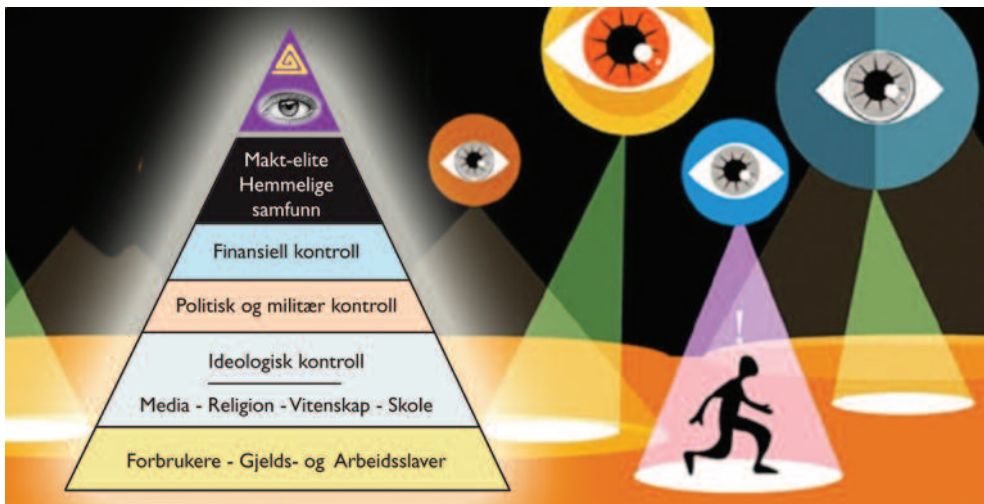 Makt-elite
Hemmelige
samfunn
Finansiell kontroll
Politisk og militær kontroll
Ideologisk kontroll
Media - Religion - Vitenskap - Skole
Forbrukere - Gjelds- og Arbeidsslaver
!